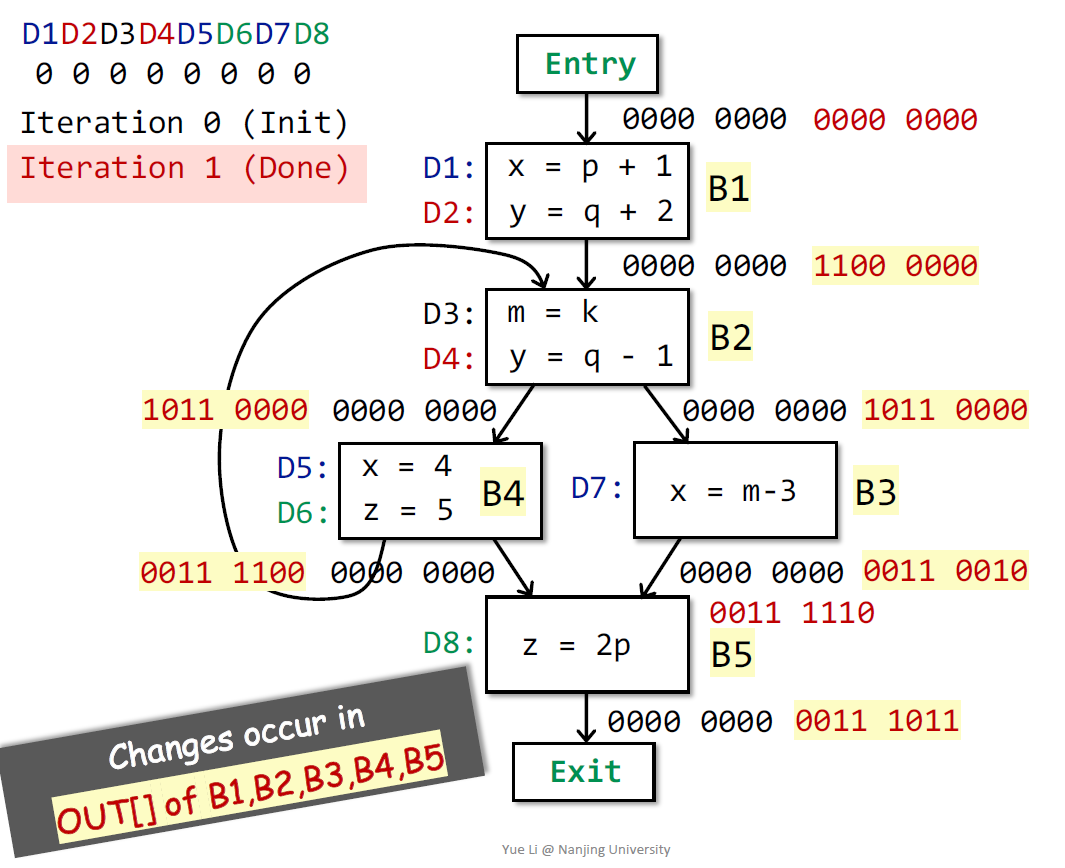 D1D2D3D4D5D6D7D8
0 0 0 0 0 0 0 0
Iteration 0 (Init)
Iteration 1 (Done)
Entry
0000 0000 0000 0000
D1: x = p + 1
D2: y = q + 2
B1
0000 0000 1100 0000
D3: m = k
D4: y = q - 1
B2
1011 0000 0000 0000
0000 0000 1011 0000
D5: x = 4
D6: z = 5
B4
D7: x = m-3
B3
0011 1100 0000 0000
0000 0000 0011 0010
0011 1110
D8: z = 2p
B5
0000 0000 0011 1011
Exit
Changes occur in
OUT[] of B1,B2,B3,B4,B5
Yue Li @ Nanjing University